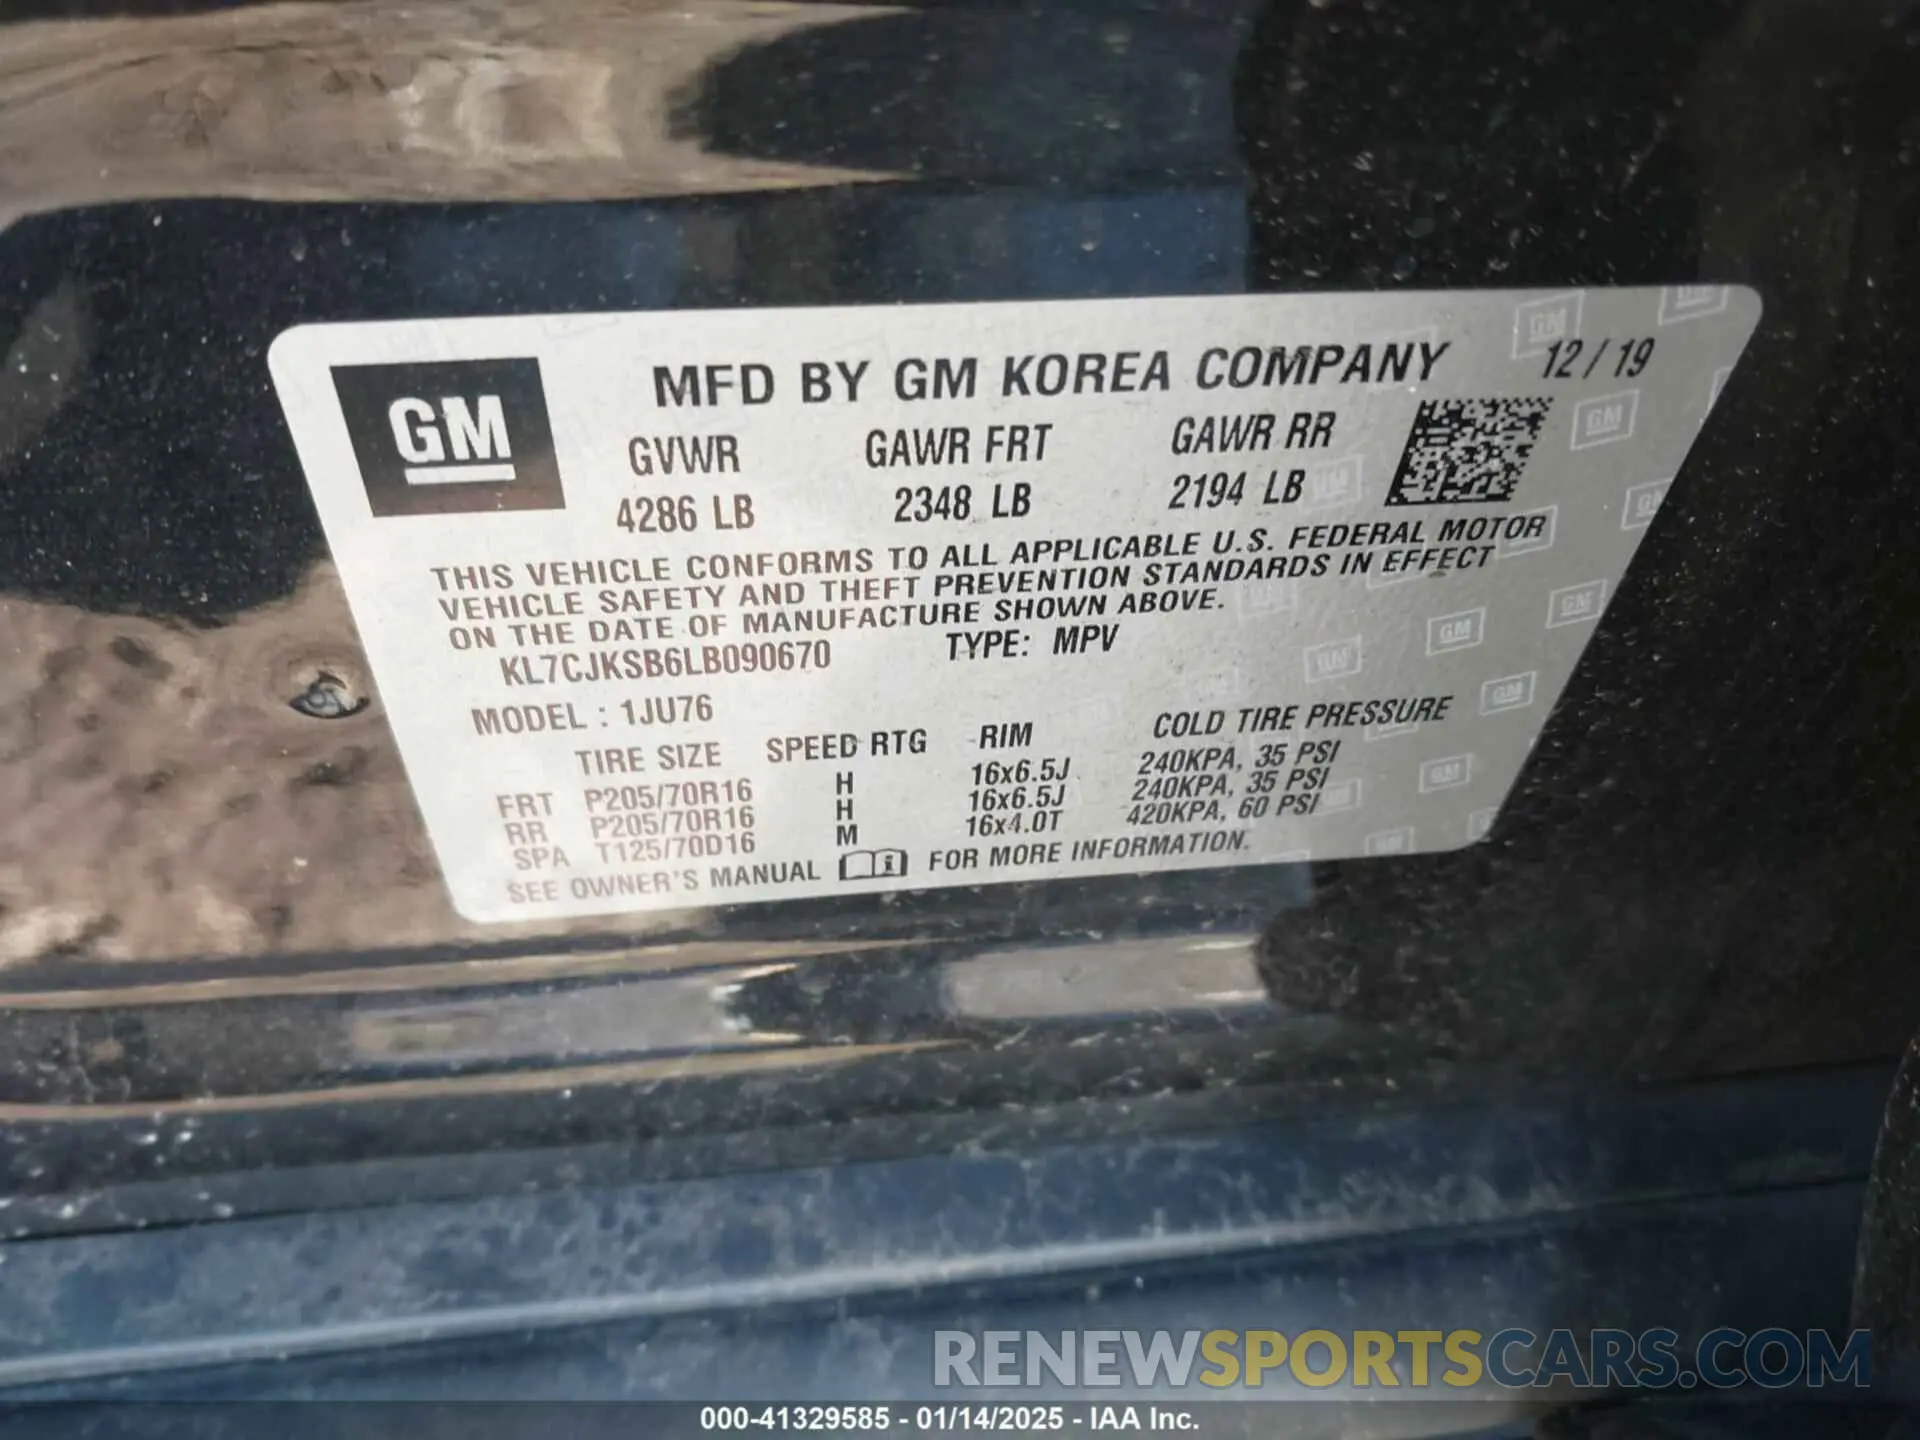 GM
MFD BY GM KOREA COMPANY 12 / 19
GVWR GAWR FRT GAWR RR
4286 LB 2348 LB 2194 LB
THIS VEHICLE CONFORMS TO ALL APPLICABLE U.S. FEDERAL MOTOR
VEHICLE SAFETY AND THEFT PREVENTION STANDARDS IN EFFECT
ON THE DATE OF MANUFACTURE SHOWN ABOVE.
KL7CJKSB6LB090670 TYPE: MPV
MODEL : 1JU76
TIRE SIZE SPEED RTG RIM COLD TIRE PRESSURE
FRT P205/70R16 H 16x6.5J 240KPA, 35 PSI
RR P205/70R16 H 16x6.5J 240KPA, 35 PSI
SPA T125/70D16 M 16x4.0T 420KPA, 60 PSI
SEE OWNER'S MANUAL FOR MORE INFORMATION.
RENEWSPORTSCARS.COM
000-41329585 - 01/14/2025 - IAA Inc.